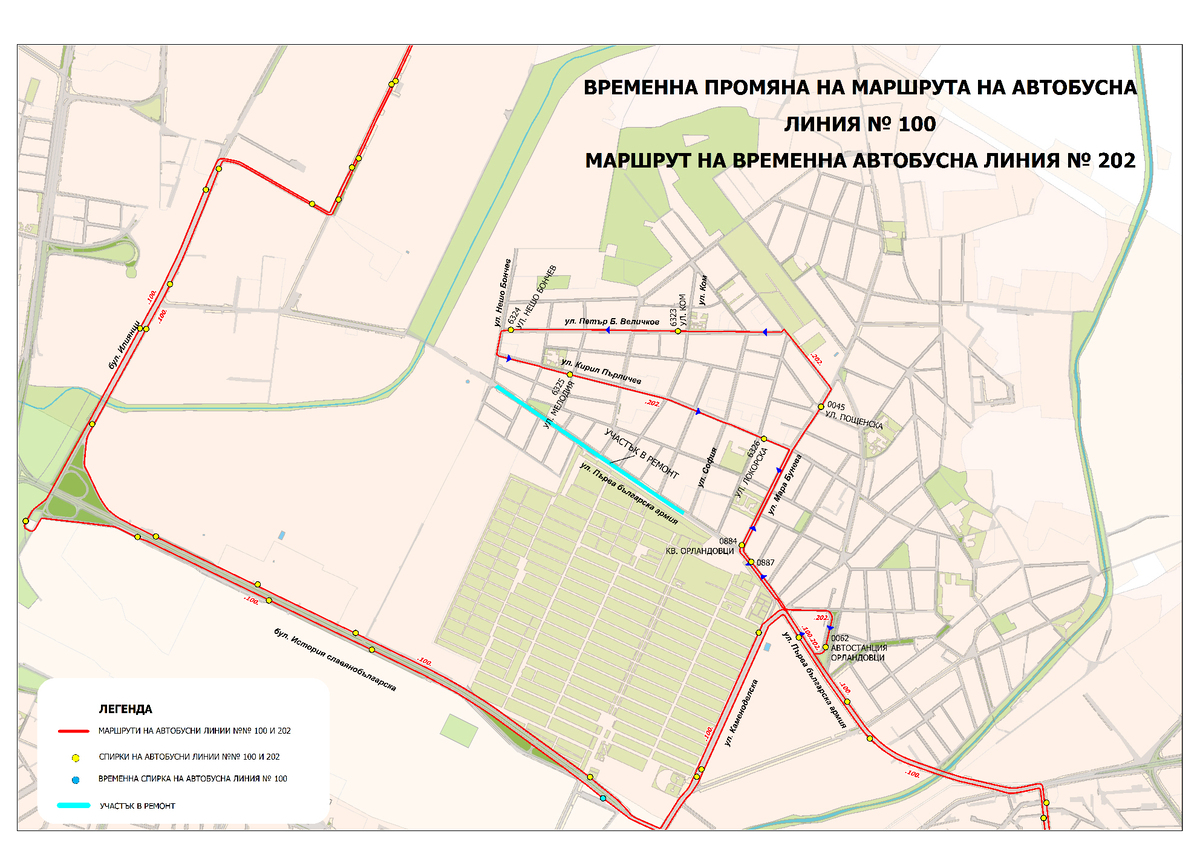 ВРЕМЕННА ПРОМЯНА НА МАРШРУТА НА АВТОБУСНА
ЛИНИЯ № 100
МАРШРУТ НА ВРЕМЕННА АВТОБУСНА ЛИНИЯ № 202
.100.
.100.
бул. Илиянци
ул. Нешо Бончев
6324
УЛ. НЕШО БОНЧЕВ
ул. Петър Б. Величков
6323
УЛ. КОМ
ул. Ком
.202.
ул. Кирил Пърличев
6325
УЛ. МЕЛОДИЯ
.202.
0045
УЛ. ПОЩЕНСКА
УЧАСТЪК В РЕМОНТ
ул. Първа българска армия
ул. София
6326
УЛ. ЛОКОРСКА
ул. Мара Бунева
0884
КВ. ОРЛАНДОВЦИ
0887
.202.
.100.202.
0062
АВТОСТАНЦИЯ
ОРЛАНДОВЦИ
ул. Първа българска армия
.100.
.100.
ул. Каменоделска
.100.
.100.
.100.
бул. История славянобългарска
ЛЕГЕНДА
МАРШРУТИ НА АВТОБУСНИ ЛИНИИ №№ 100 И 202
СПИРКИ НА АВТОБУСНИ ЛИНИИ №№ 100 И 202
ВРЕМЕННА СПИРКА НА АВТОБУСНА ЛИНИЯ № 100
УЧАСТЪК В РЕМОНТ